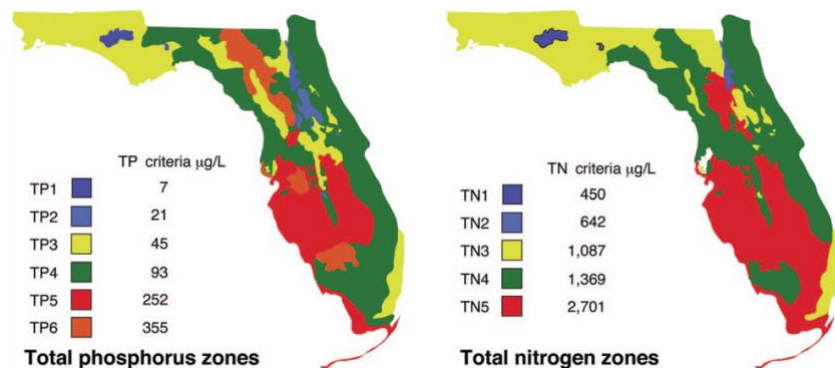 TP criteria µg/L
TP1 7
TP2 21
TP3 45
TP4 93
TP5 252
TP6 355
Total phosphorus zones
TN criteria µg/L
TN1 450
TN2 642
TN3 1,087
TN4 1,369
TN5 2,701
Total nitrogen zones